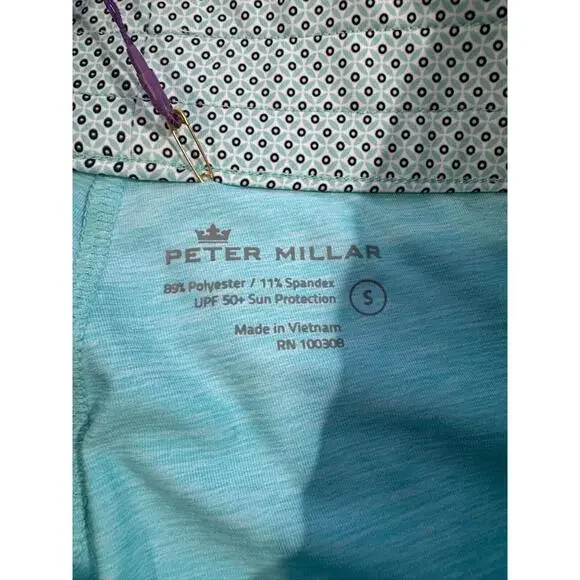 PETER MILLAR
89% Polyester / 11% Spandex
UPF 50+ Sun Protection
S
Made in Vietnam
RN 100308